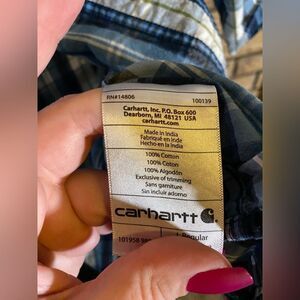 RN#14806 100139
Carhartt, Inc. P.O. Box 600
Dearborn, MI 48121 USA
carhartt.com
Made in India
Fabriqué en Inde
Hecho en la India
100% Cotton
100% Coton
100% Algodón
Exclusive of trimming
Sans garniture
Sin incluir adorno
carhartt
101958
Regular